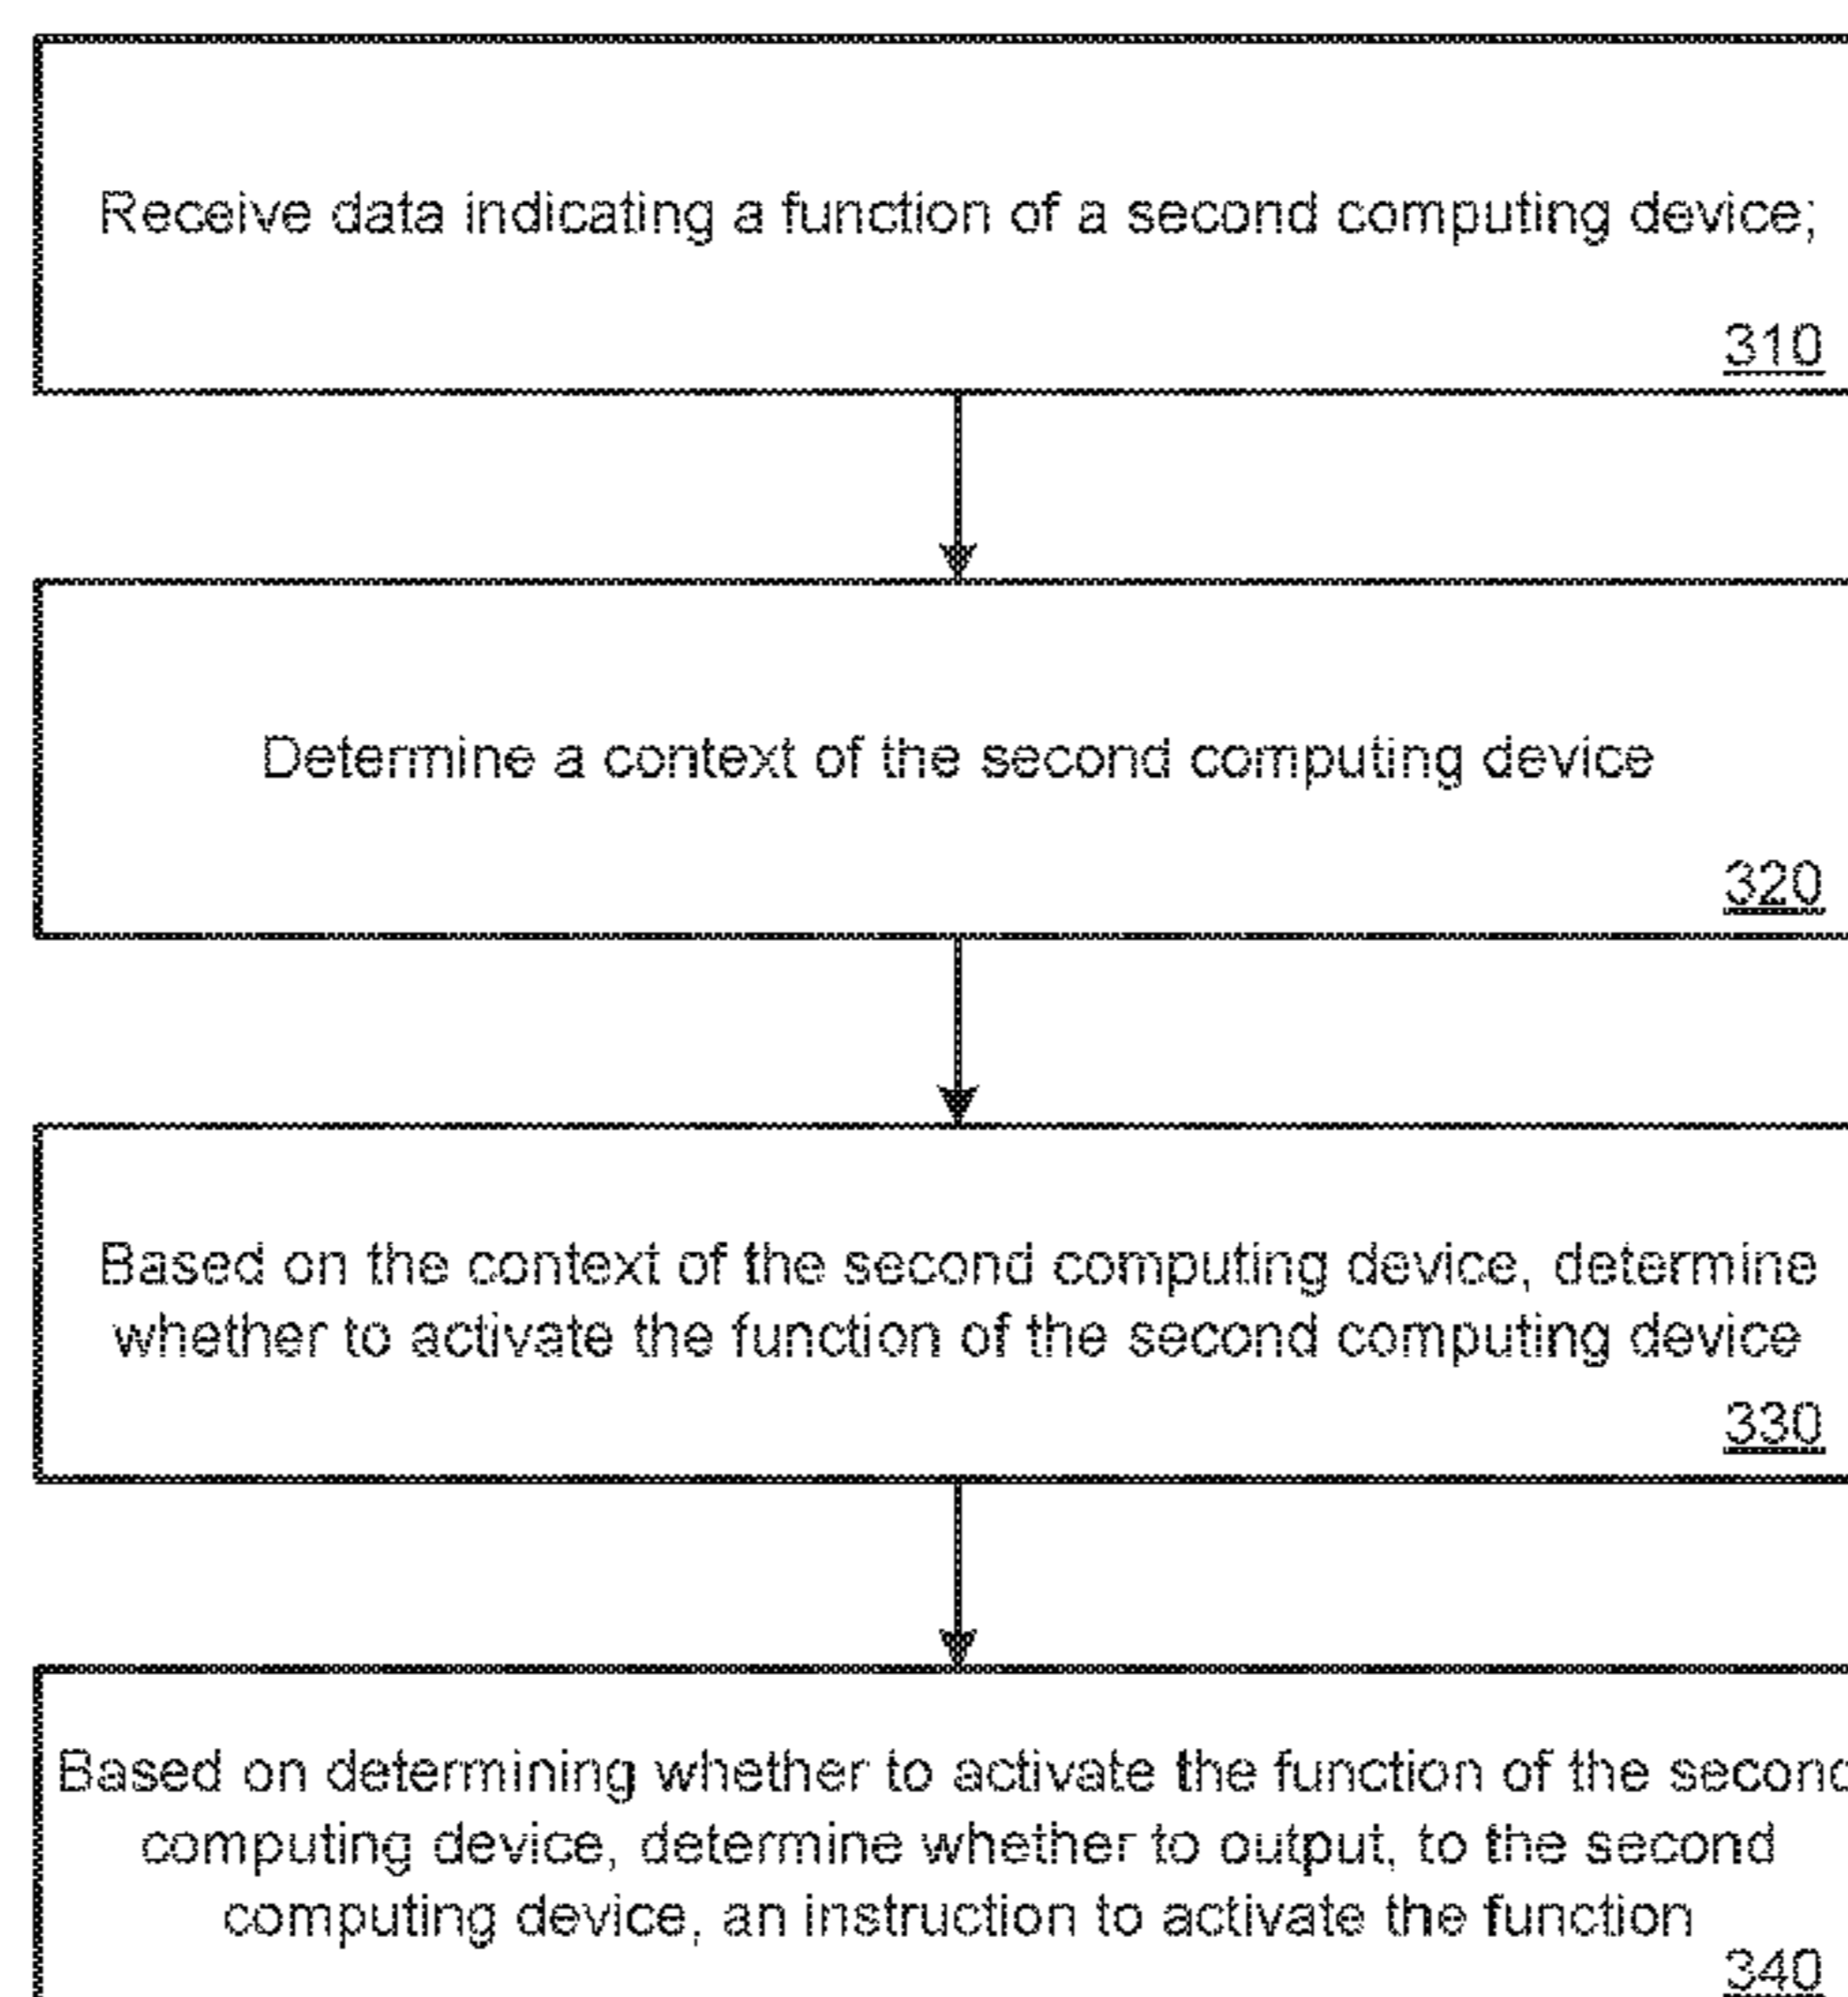 Receive data indicating a function of a second computing device;
310
Determine a context of the second computing device
320
Based on the context of the second computing device, determine
whether to activate the function of the second computing device
330
Based on determining whether to activate the function of the second
computing device, determine whether to output, to the second
computing device, an instruction to activate the function
340